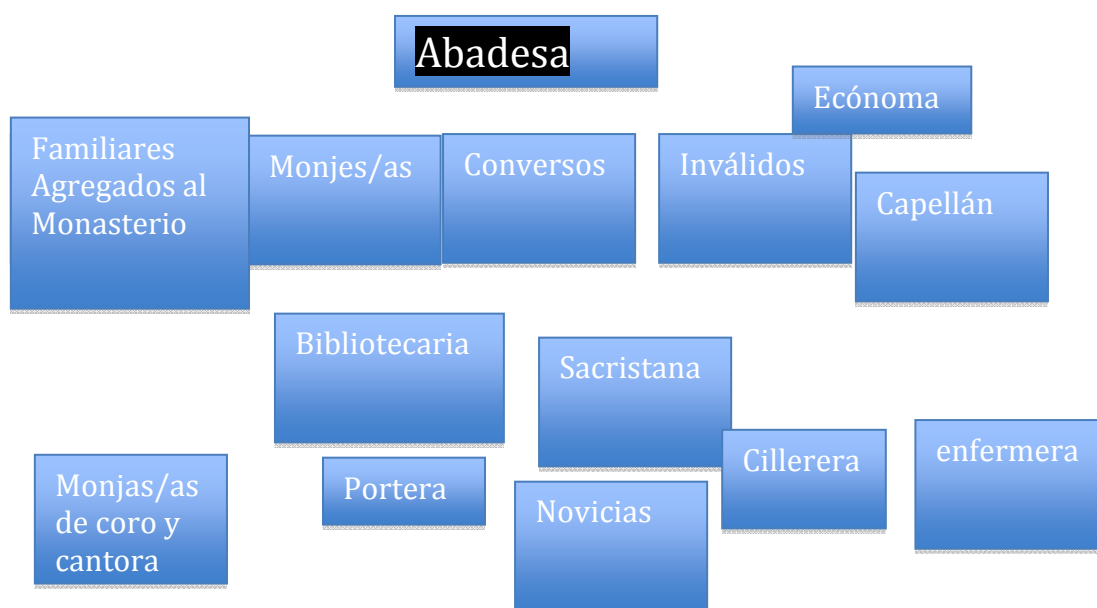 Abadesa
Ecónoma
Familiares
Agregados al
Monasterio
Monjes/as
Conversos
Inválidos
Capellán
Bibliotecaria
Sacristana
Cillerera
enfermera
Monjas/as
de coro y
cantora
Portera
Novicias